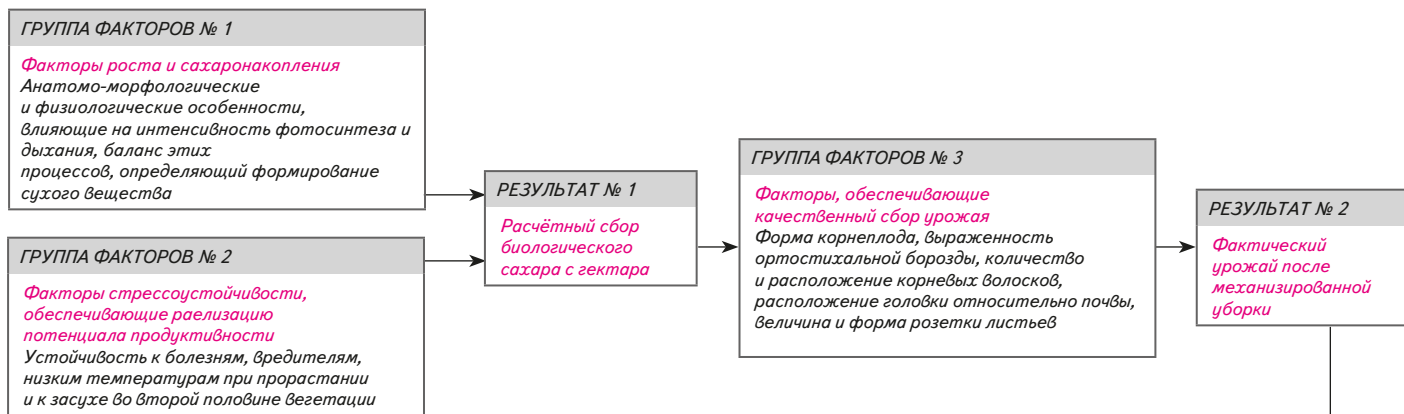 ГРУППА ФАКТОРОВ № 1
Факторы роста и сахаронакопления
Анатомо-морфологические
и физиологические особенности,
влияющие на интенсивность фотосинтеза и
дыхания, баланс этих
процессов, определяющий формирование
сухого вещества
ГРУППА ФАКТОРОВ № 2
Факторы стрессоустойчивости,
обеспечивающие раелизацию
потенциала продуктивности
Устойчивость к болезням, вредителям,
низким температурам при прорастании
и к засухе во второй половине вегетации
РЕЗУЛЬТАТ № 1
Расчётный сбор
биологического
сахара с гектара
ГРУППА ФАКТОРОВ № 3
Факторы, обеспечивающие
качественный сбор урожая
Форма корнеплода, выраженность
ортостихальной борозды, количество
и расположение корневых волосков,
расположение головки относительно почвы,
величина и форма розетки листьев
РЕЗУЛЬТАТ № 2
Фактический
урожай после
механизированной
уборки